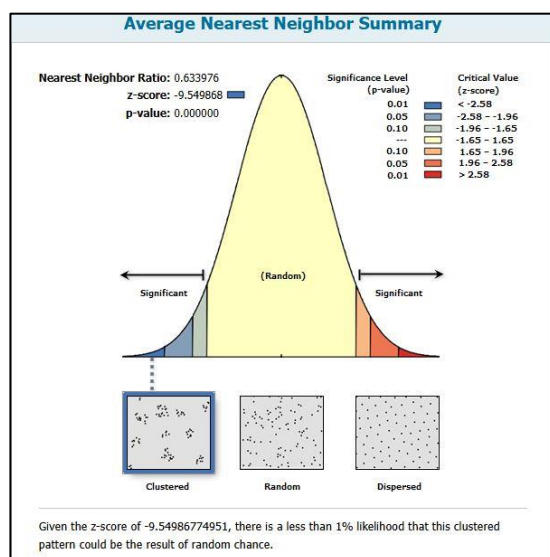 Average Nearest Neighbor Summary
Nearest Neighbor Ratio: 0.633976
z-score: -9.549868
p-value: 0.000000
Significance Level (p-value) Critical Value (z-score)
0.01 < -2.58
0.05 -2.58 – -1.96
0.10 -1.96 – -1.65
--- -1.65 – 1.65
0.10 1.65 – 1.96
0.05 1.96 – 2.58
0.01 > 2.58
Significant (Random) Significant
Clustered Random Dispersed
Given the z-score of -9.54986774951, there is a less than 1% likelihood that this clustered
pattern could be the result of random chance.